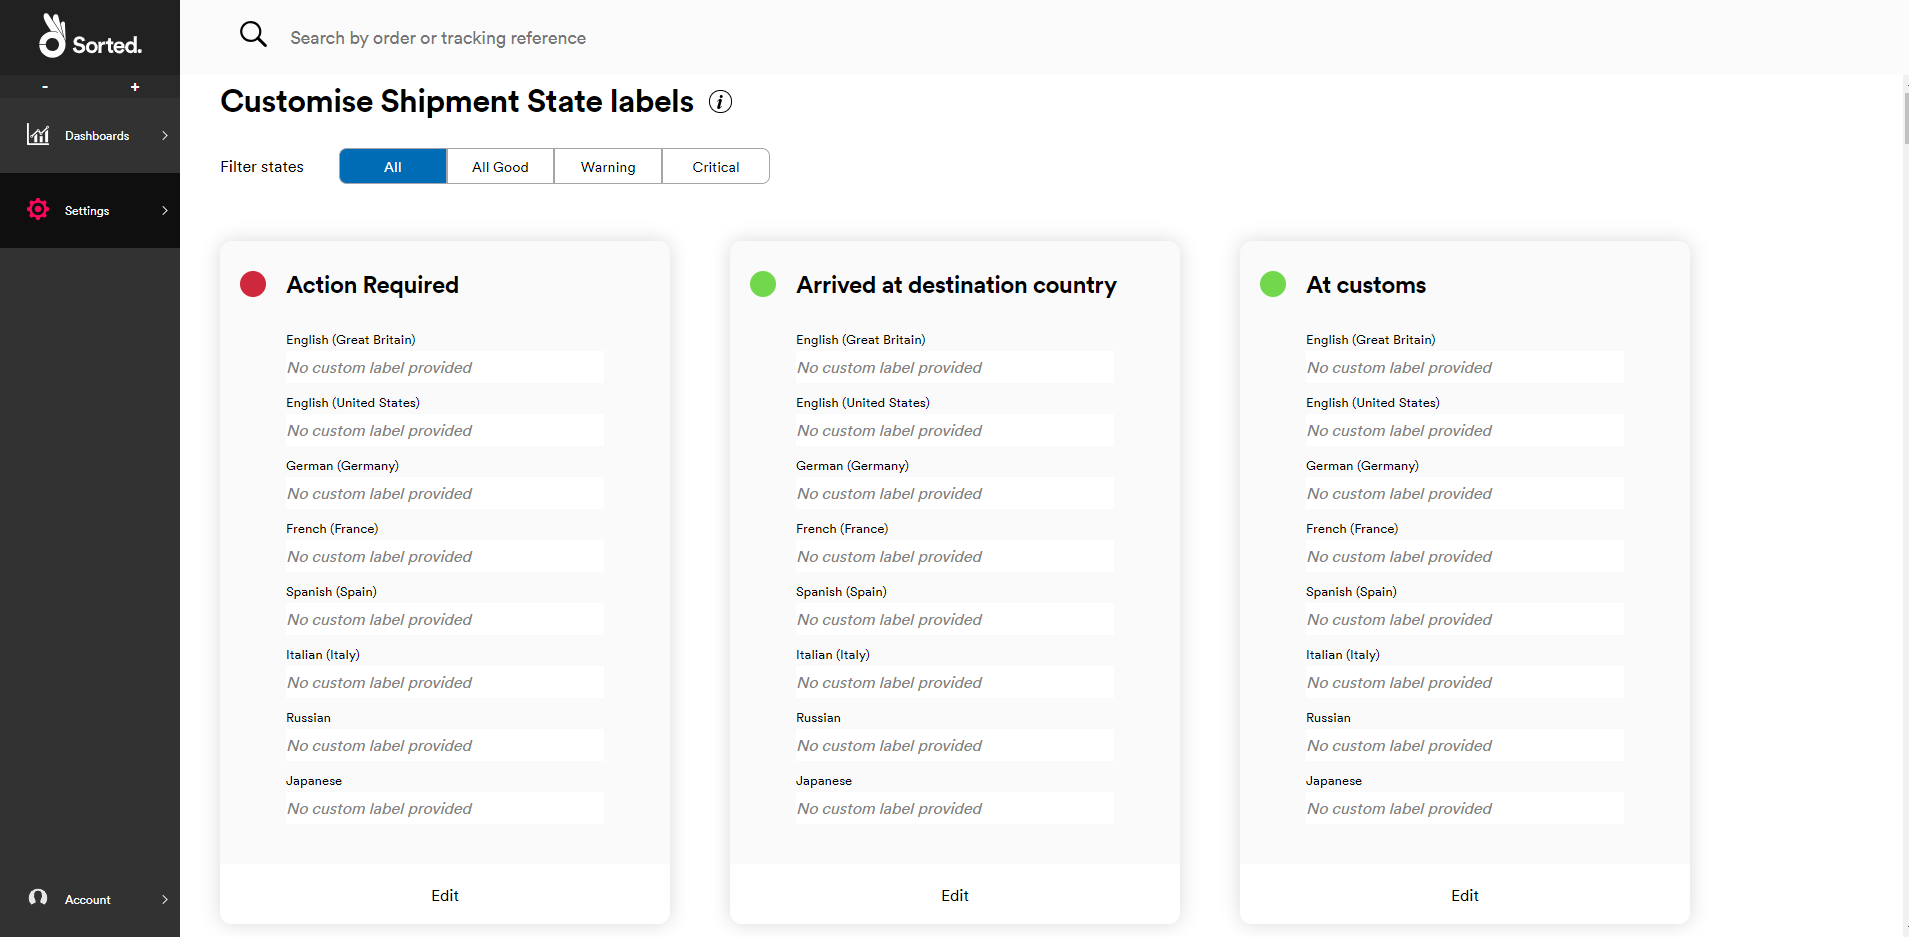 Sorted.
- +
Search by order or tracking reference
Dashboards
Settings
Account
Customise Shipment State labels i
Filter states
All
All Good
Warning
Critical
Action Required
English (Great Britain)
No custom label provided
English (United States)
No custom label provided
German (Germany)
No custom label provided
French (France)
No custom label provided
Spanish (Spain)
No custom label provided
Italian (Italy)
No custom label provided
Russian
No custom label provided
Japanese
No custom label provided
Edit
Arrived at destination country
English (Great Britain)
No custom label provided
English (United States)
No custom label provided
German (Germany)
No custom label provided
French (France)
No custom label provided
Spanish (Spain)
No custom label provided
Italian (Italy)
No custom label provided
Russian
No custom label provided
Japanese
No custom label provided
Edit
At customs
English (Great Britain)
No custom label provided
English (United States)
No custom label provided
German (Germany)
No custom label provided
French (France)
No custom label provided
Spanish (Spain)
No custom label provided
Italian (Italy)
No custom label provided
Russian
No custom label provided
Japanese
No custom label provided
Edit